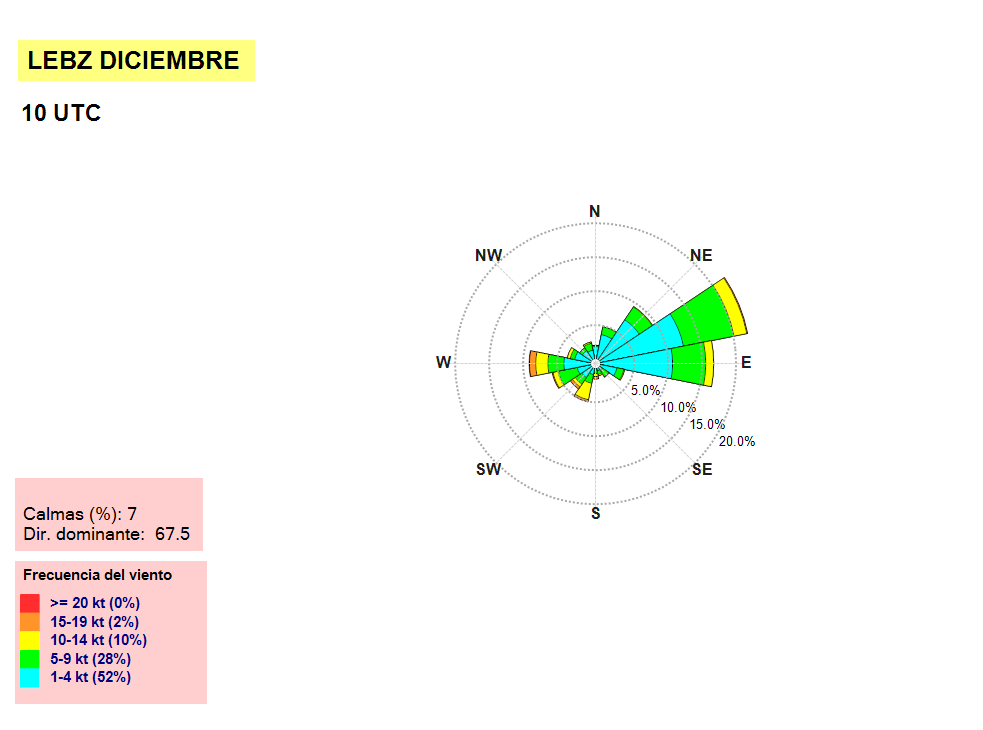 LEBZ DICIEMBRE
10 UTC
N
NW
NE
W
E
5.0%
10.0%
15.0%
20.0%
SW
SE
S
Calmas (%): 7
Dir. dominante: 67.5
Frecuencia del viento
>= 20 kt (0%)
15-19 kt (2%)
10-14 kt (10%)
5-9 kt (28%)
1-4 kt (52%)